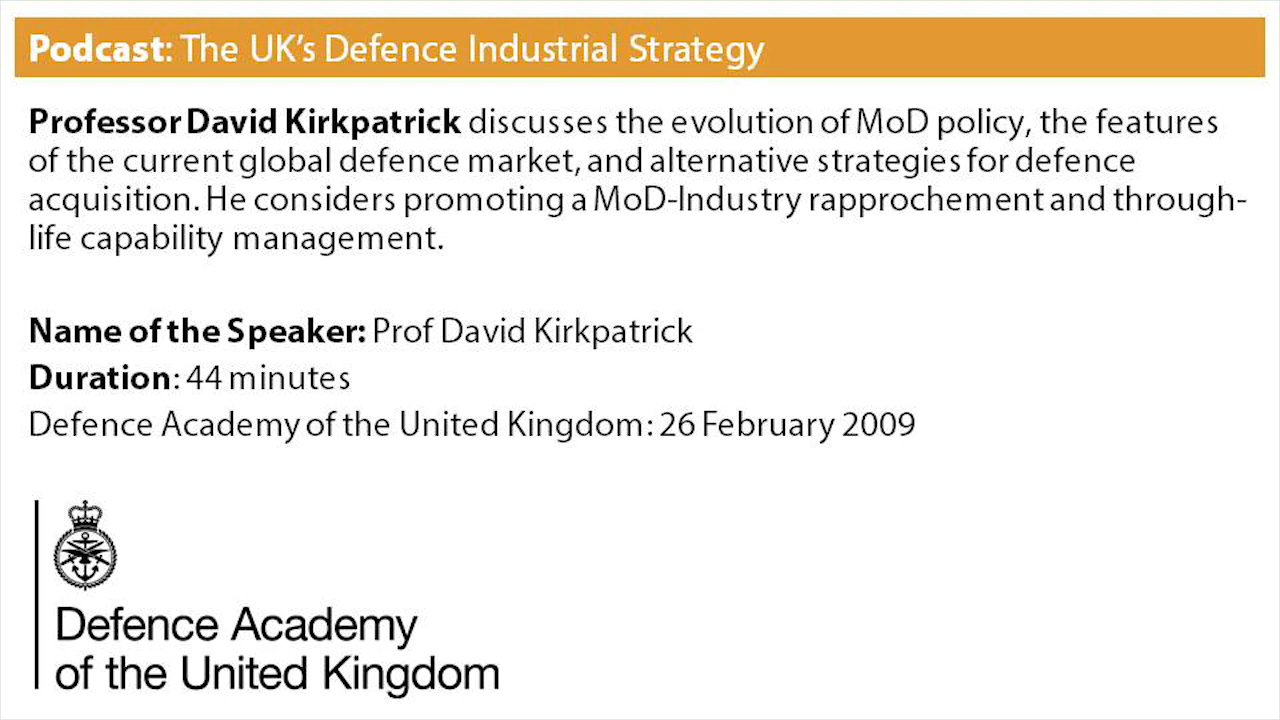 Podcast: The UK's Defence Industrial Strategy
Professor David Kirkpatrick discusses the evolution of MoD policy, the features
of the current global defence market, and alternative strategies for defence
acquisition. He considers promoting a MoD-Industry rapprochement and through-
life capability management.
Name of the Speaker: Prof David Kirkpatrick
Duration: 44 minutes
Defence Academy of the United Kingdom: 26 February 2009
Defence Academy
of the United Kingdom